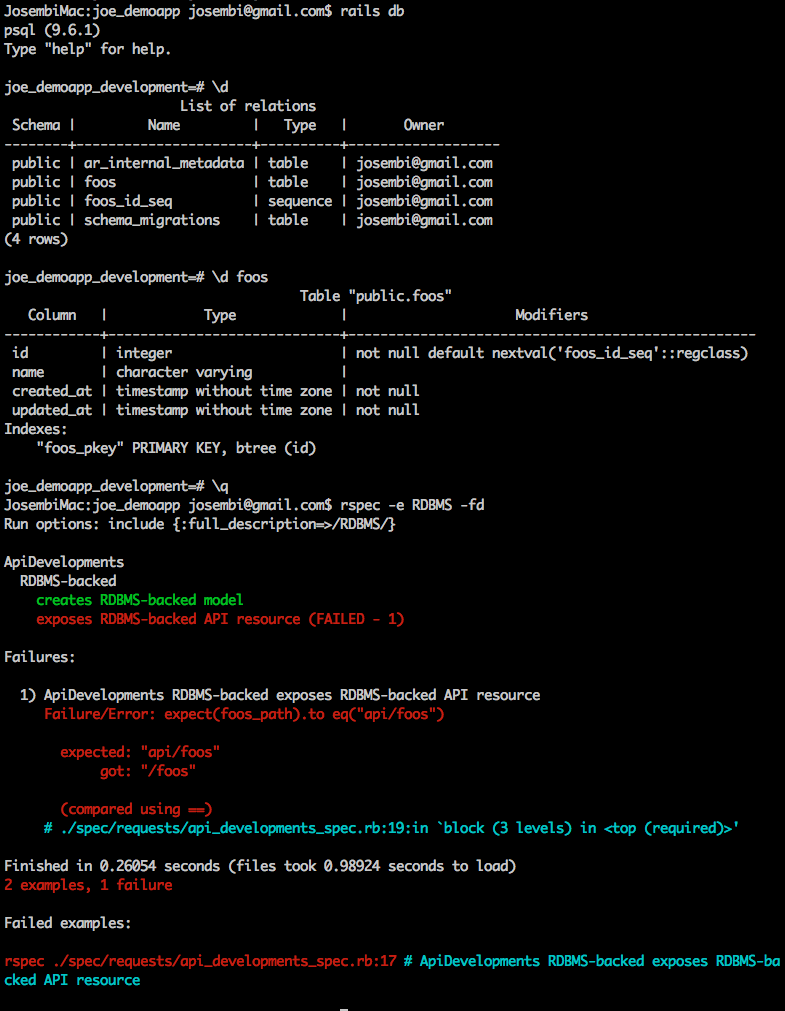 JosembiMac:joe_demoapp josembi@gmail.com$ rails db
psql (9.6.1)
Type "help" for help.

joe_demoapp_development=# \d
                      List of relations
 Schema |         Name         |   Type   |       Owner
--------+----------------------+----------+-------------------
 public | ar_internal_metadata | table    | josembi@gmail.com
 public | foos                 | table    | josembi@gmail.com
 public | foos_id_seq          | sequence | josembi@gmail.com
 public | schema_migrations    | table    | josembi@gmail.com
(4 rows)

joe_demoapp_development=# \d foos
                                     Table "public.foos"
   Column   |            Type             |                     Modifiers
------------+-----------------------------+---------------------------------------------------
 id         | integer                     | not null default nextval('foos_id_seq'::regclass)
 name       | character varying           |
 created_at | timestamp without time zone | not null
 updated_at | timestamp without time zone | not null
Indexes:
    "foos_pkey" PRIMARY KEY, btree (id)

joe_demoapp_development=# \q
JosembiMac:joe_demoapp josembi@gmail.com$ rspec -e RDBMS -fd
Run options: include {:full_description=>/RDBMS/}

ApiDevelopments
  RDBMS-backed
    creates RDBMS-backed model
    exposes RDBMS-backed API resource (FAILED - 1)

Failures:

  1) ApiDevelopments RDBMS-backed exposes RDBMS-backed API resource
     Failure/Error: expect(foos_path).to eq("api/foos")

       expected: "api/foos"
            got: "/foos"

       (compared using ==)
     # ./spec/requests/api_developments_spec.rb:19:in `block (3 levels) in <top (required)>'

Finished in 0.26054 seconds (files took 0.98924 seconds to load)
2 examples, 1 failure

Failed examples:

rspec ./spec/requests/api_developments_spec.rb:17 # ApiDevelopments RDBMS-backed exposes RDBMS-ba
cked API resource